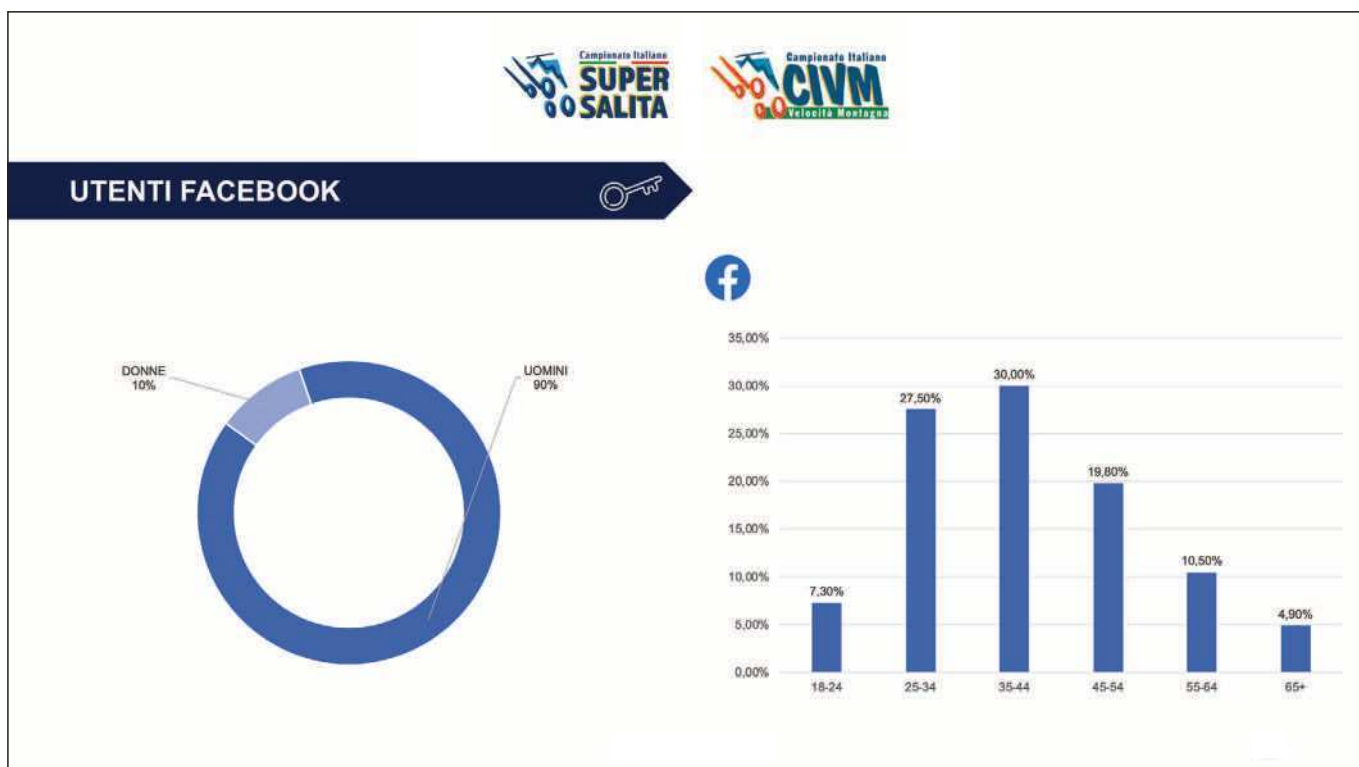 Campionato Italiano
SUPER
SALITA
Campionato Italiano
CIVM
Velocità Montagna
UTENTI FACEBOOK
DONNE
10%
UOMINI
90%
35,00%
30,00%
25,00%
20,00%
15,00%
10,00%
5,00%
0,00%
7,30%
27,50%
30,00%
19,80%
10,50%
4,90%
18-24
25-34
35-44
45-54
55-64
65+